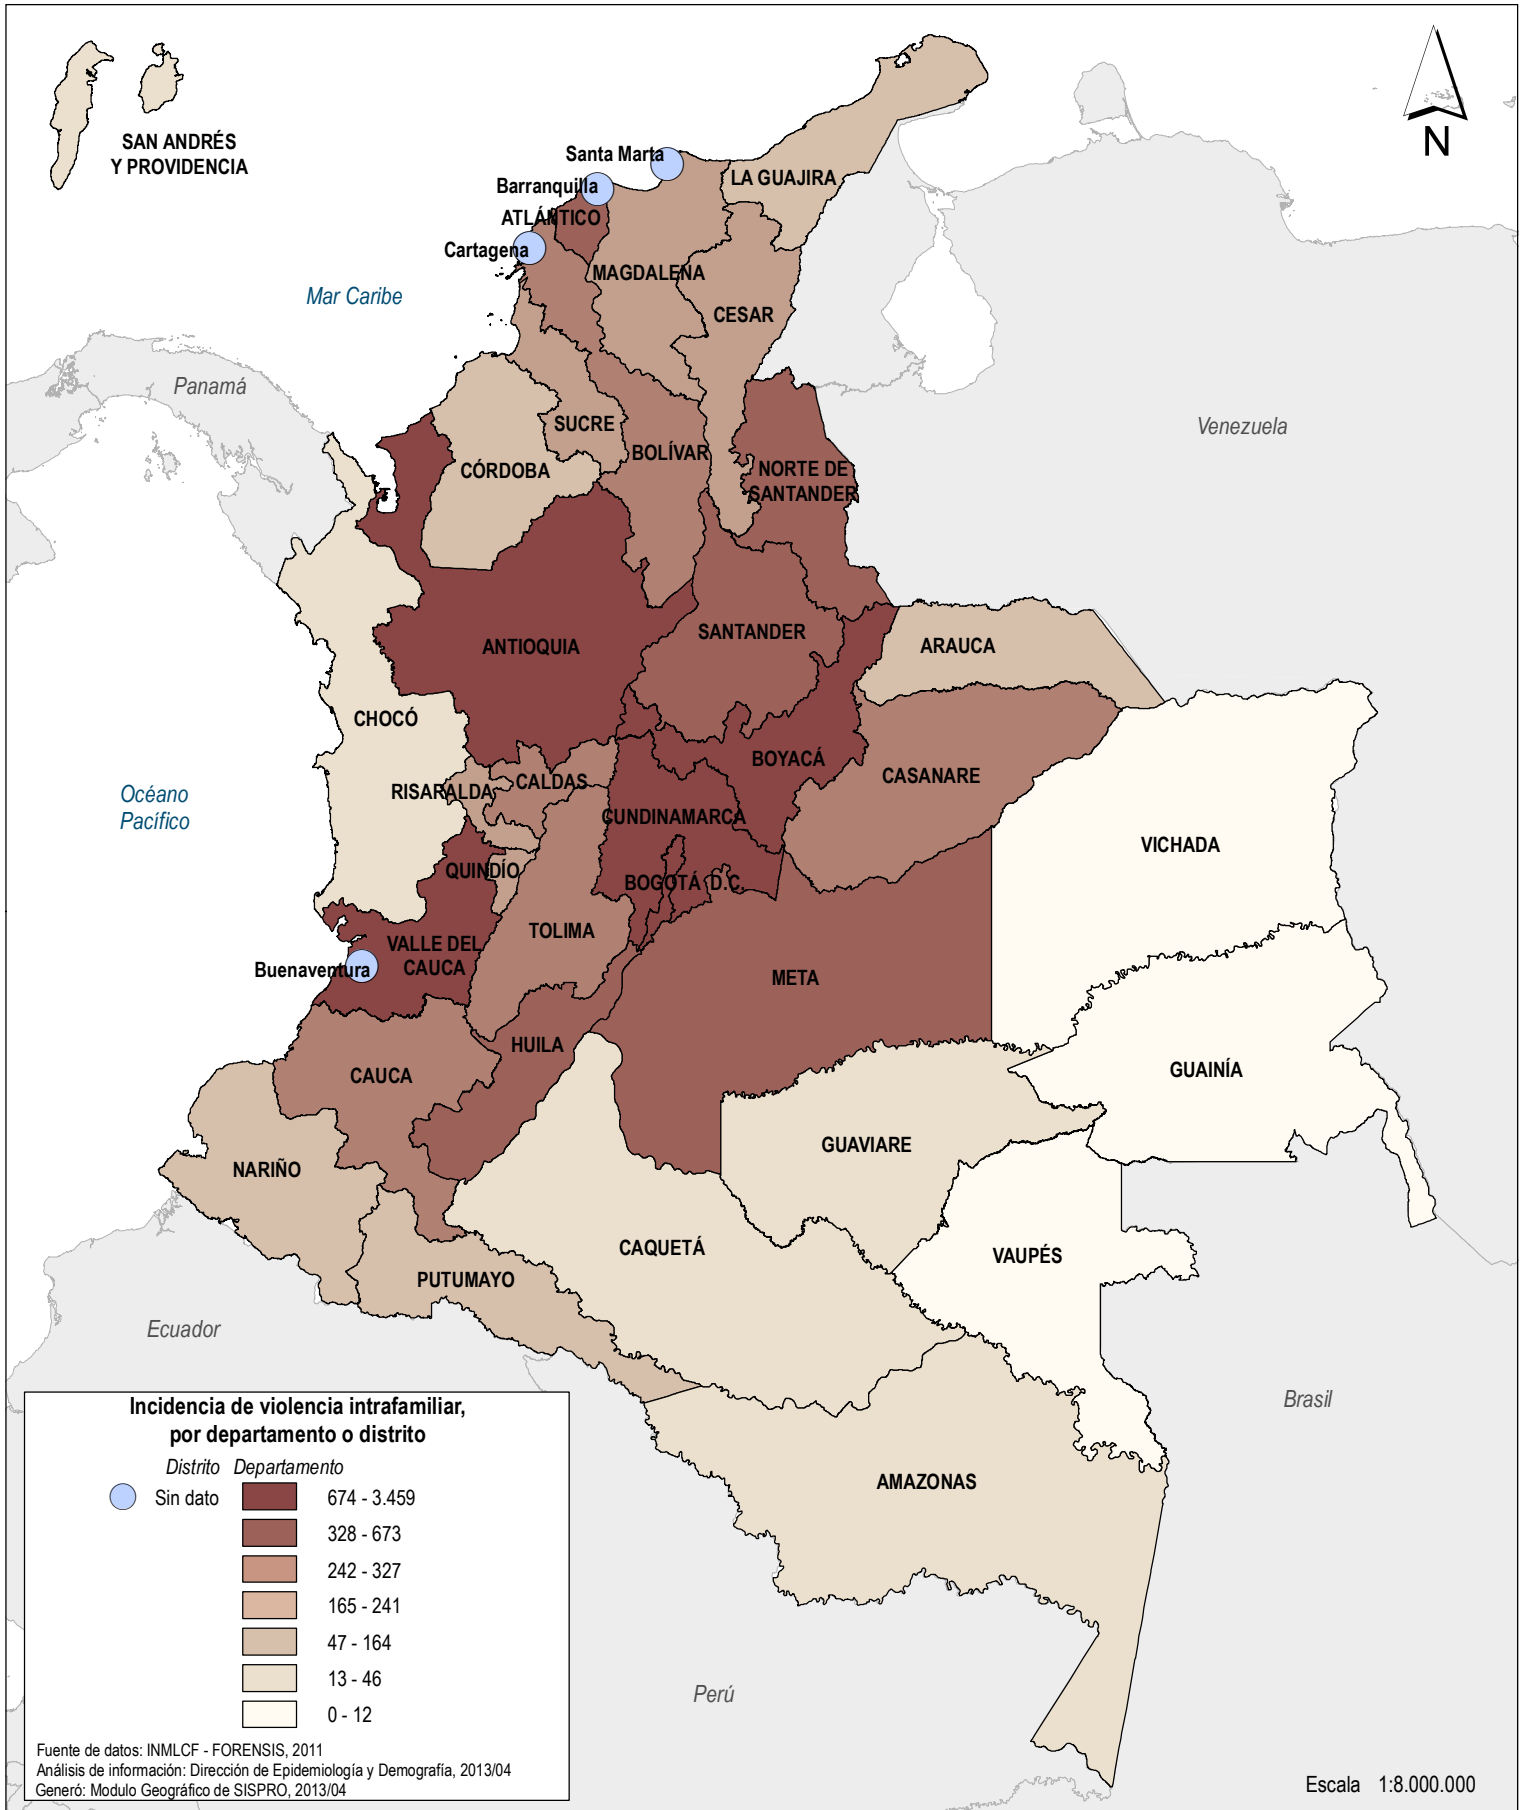 SAN ANDRÉS
Y PROVIDENCIA
N
Santa Marta
Barranquilla
LA GUAJIRA
ATLÁNTICO
Cartagena
MAGDALENA
Mar Caribe
CESAR
Panamá
Venezuela
SUCRE
BOLÍVAR
CÓRDOBA
NORTE DE
SANTANDER
SANTANDER
ARAUCA
ANTIOQUIA
CHOCÓ
BOYACÁ
CASANARE
CALDAS
RISARALDA
Océano
Pacífico
CUNDINAMARCA
VICHADA
QUINDÍO
BOGOTÁ D.C.
TOLIMA
VALLE DEL
CAUCA
Buenaventura
META
HUILA
CAUCA
GUAINÍA
GUAVIARE
NARIÑO
CAQUETÁ
VAUPÉS
PUTUMAYO
Ecuador
Brasil
AMAZONAS
Perú
Incidencia de violencia intrafamiliar,
por departamento o distrito
Distrito Departamento
Sin dato 674 - 3.459
328 - 673
242 - 327
165 - 241
47 - 164
13 - 46
0 - 12
Fuente de datos: INMLCF - FORENSIS, 2011
Análisis de información: Dirección de Epidemiología y Demografía, 2013/04
Generó: Modulo Geográfico de SISPRO, 2013/04
Escala 1:8.000.000